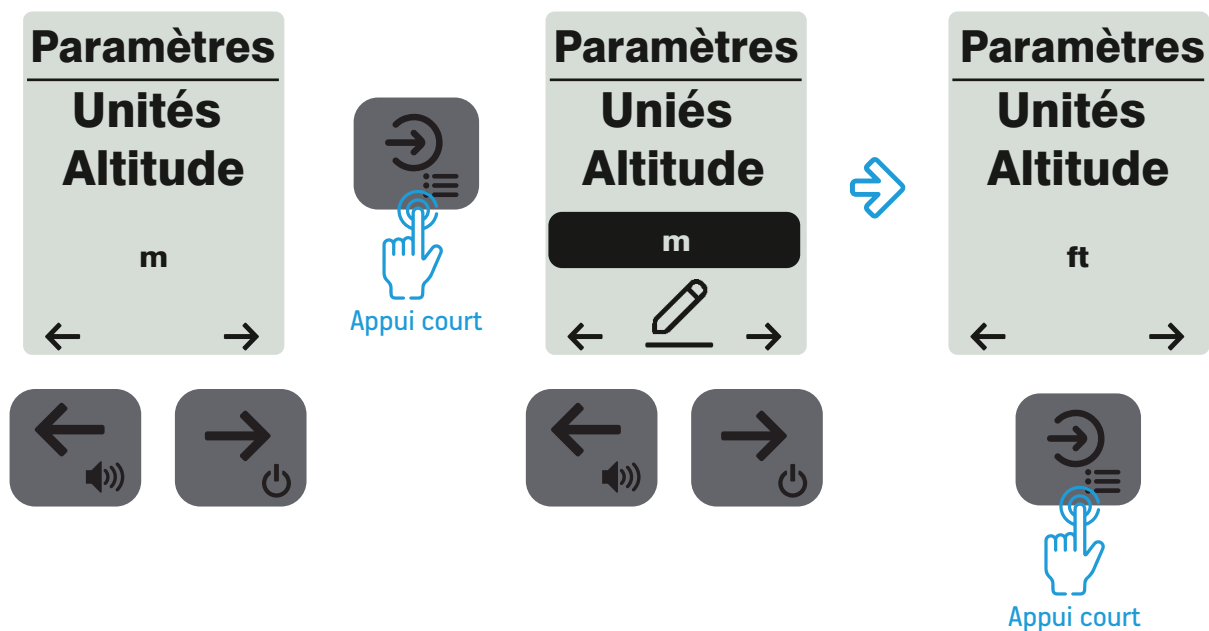 Paramètres
Unités
Altitude
m
Appui court
Paramètres
Uniés
Altitude
m
Paramètres
Unités
Altitude
ft
Appui court